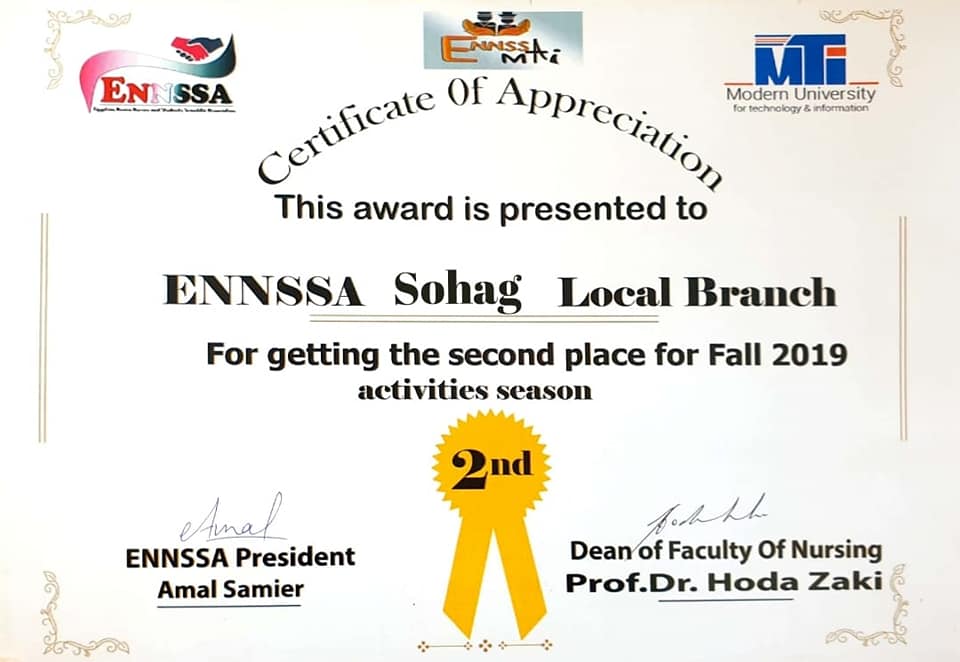 ENNSSA
ENNSSA
MTI
MTI
Modern University
for technology & information
Certificate Of Appreciation
This award is presented to
ENNSSA Sohag Local Branch
For getting the second place for Fall 2019
activities season
2nd
Amal
ENNSSA President
Amal Samier
Dean of Faculty Of Nursing
Prof.Dr. Hoda Zaki